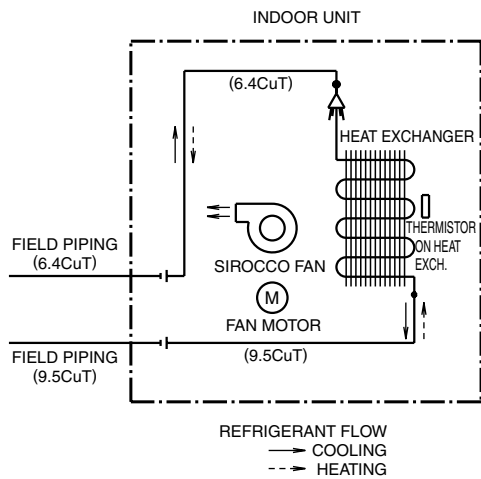 INDOOR UNIT
(6.4CuT)
HEAT EXCHANGER
THERMISTOR
ON HEAT
EXCH.
SIROCCO FAN
M
FAN MOTOR
FIELD PIPING
(6.4CuT)
FIELD PIPING
(9.5CuT)
(9.5CuT)
REFRIGERANT FLOW
COOLING
HEATING